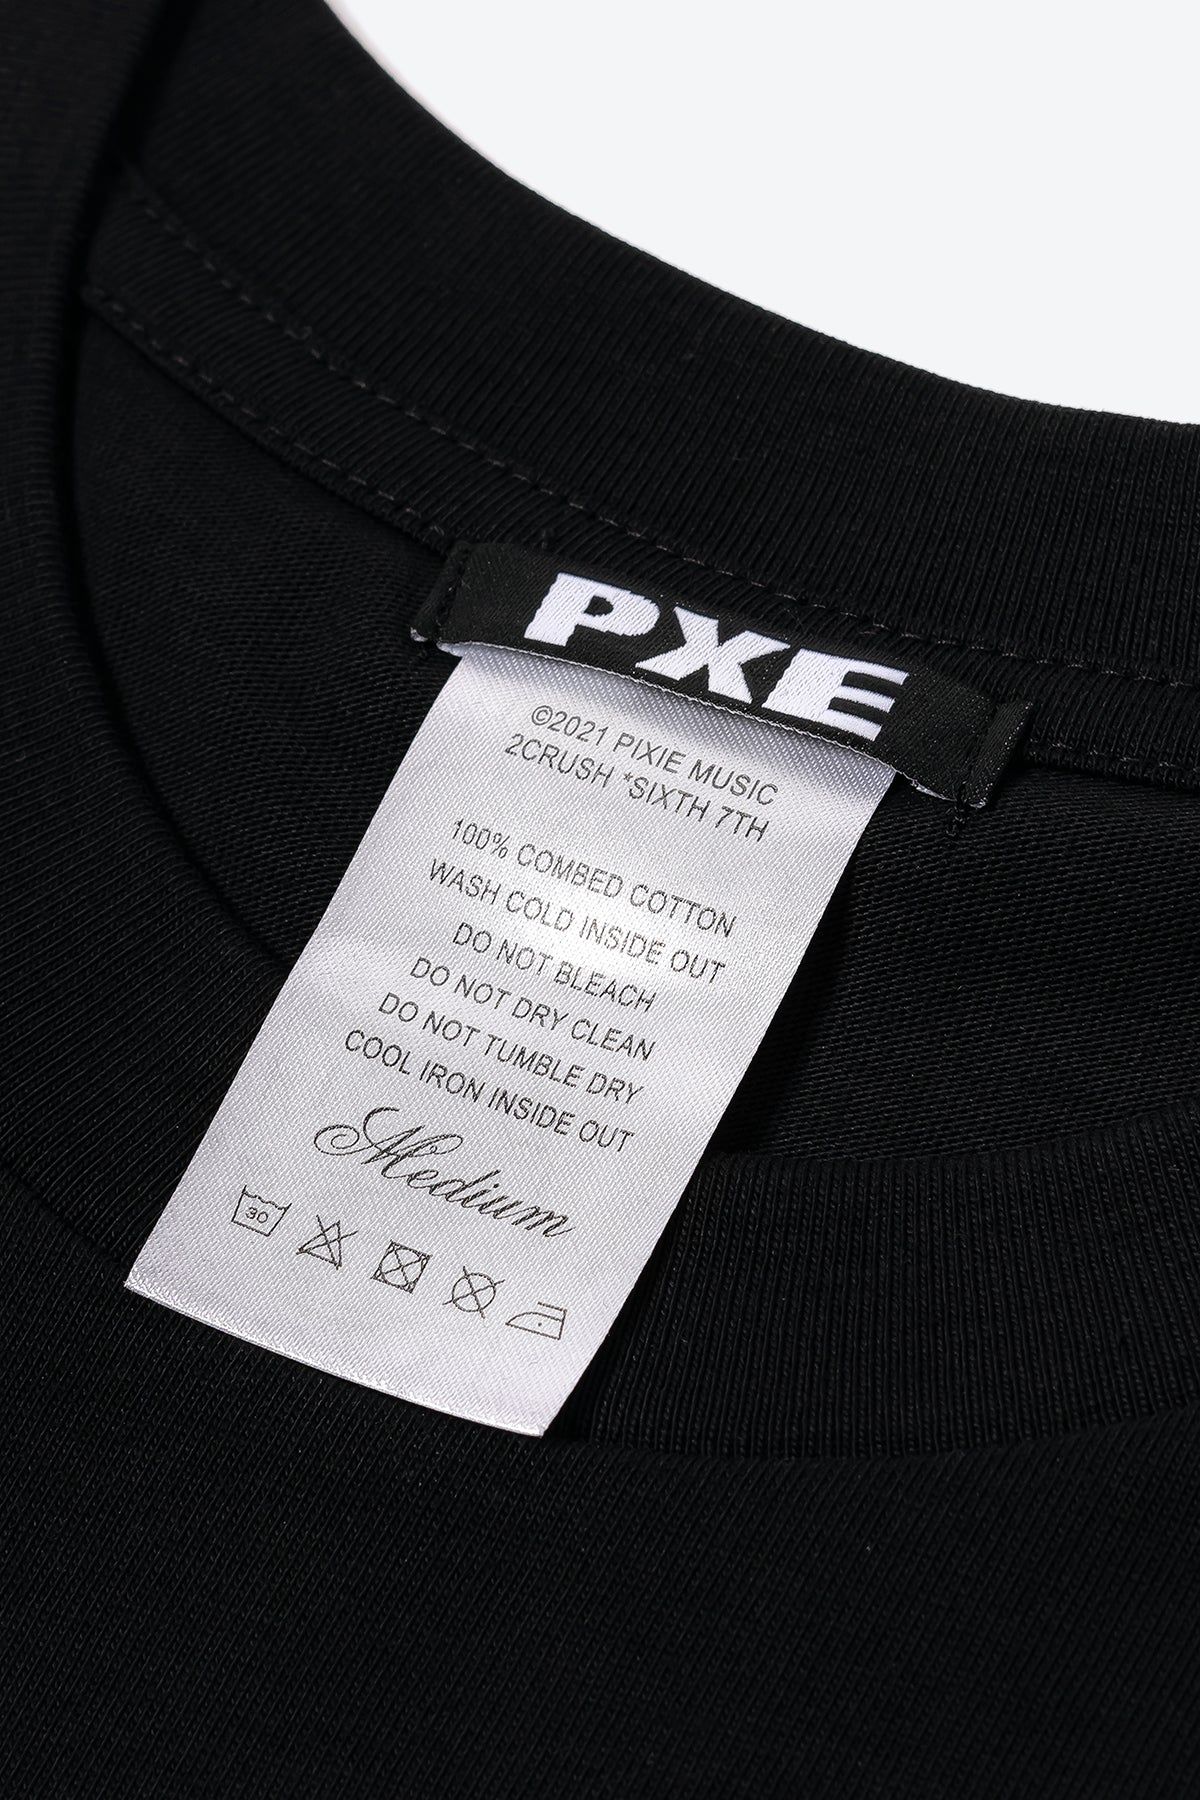 PXE
©2021 PIXIE MUSIC
2CRUSH *SIXTH 7TH
100% COMBED COTTON
WASH COLD INSIDE OUT
DO NOT BLEACH
DO NOT DRY CLEAN
DO NOT TUMBLE DRY
COOL IRON INSIDE OUT
Medium
30